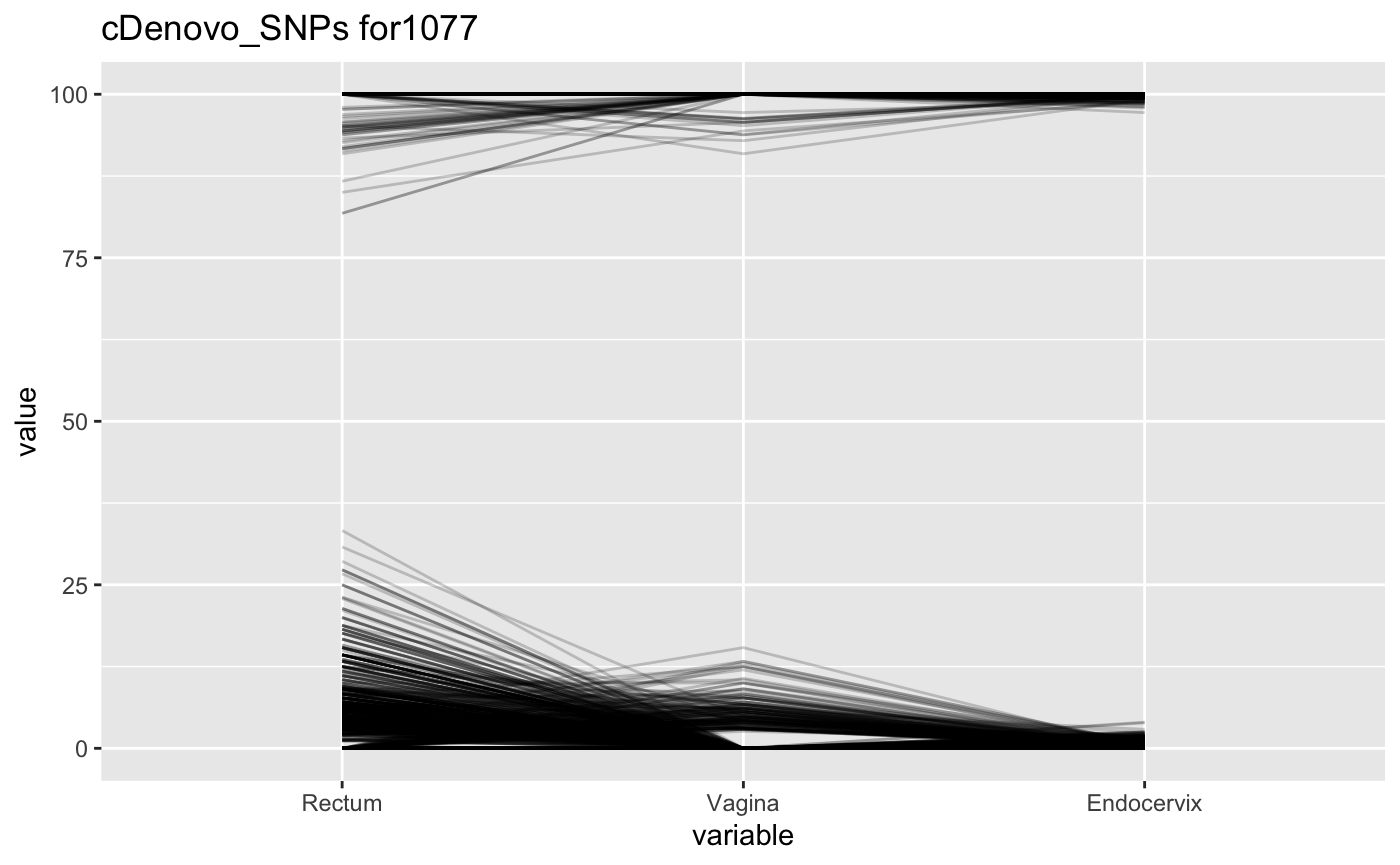 cDenovo_SNPs for1077
100
75
50
25
0
value
Rectum Vagina Endocervix
variable